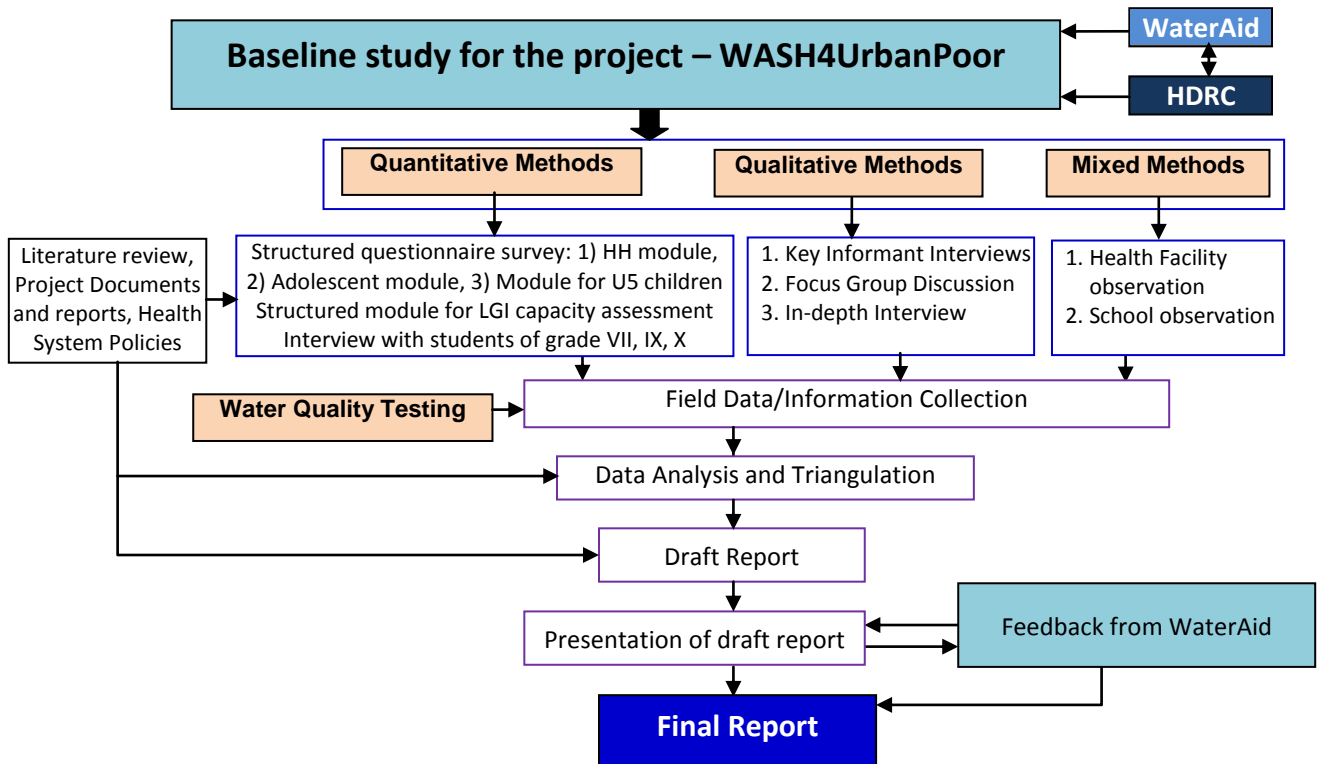 Baseline study for the project – WASH4UrbanPoor
WaterAid
HDRC
Quantitative Methods
Qualitative Methods
Mixed Methods
Literature review,
Project Documents
and reports, Health
System Policies
Structured questionnaire survey: 1) HH module,
2) Adolescent module, 3) Module for U5 children
Structured module for LGI capacity assessment
Interview with students of grade VII, IX, X
1. Key Informant Interviews
2. Focus Group Discussion
3. In-depth Interview
1. Health Facility
observation
2. School observation
Water Quality Testing
Field Data/Information Collection
Data Analysis and Triangulation
Draft Report
Presentation of draft report
Feedback from WaterAid
Final Report